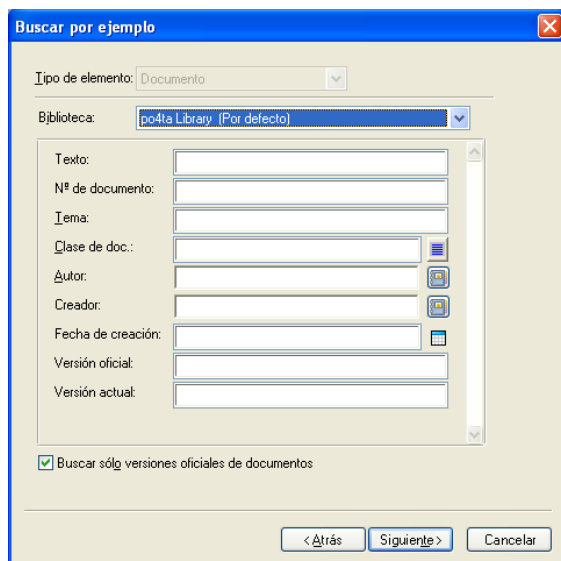 Buscar por ejemplo
Tipo de elemento: Documento
Biblioteca: po4ta Library (Por defecto)
Texto:
Nº de documento:
Tema:
Clase de doc.:
Autor:
Creador:
Fecha de creación:
Versión oficial:
Versión actual:
Buscar sólo versiones oficiales de documentos
< Atrás Siguiente > Cancelar